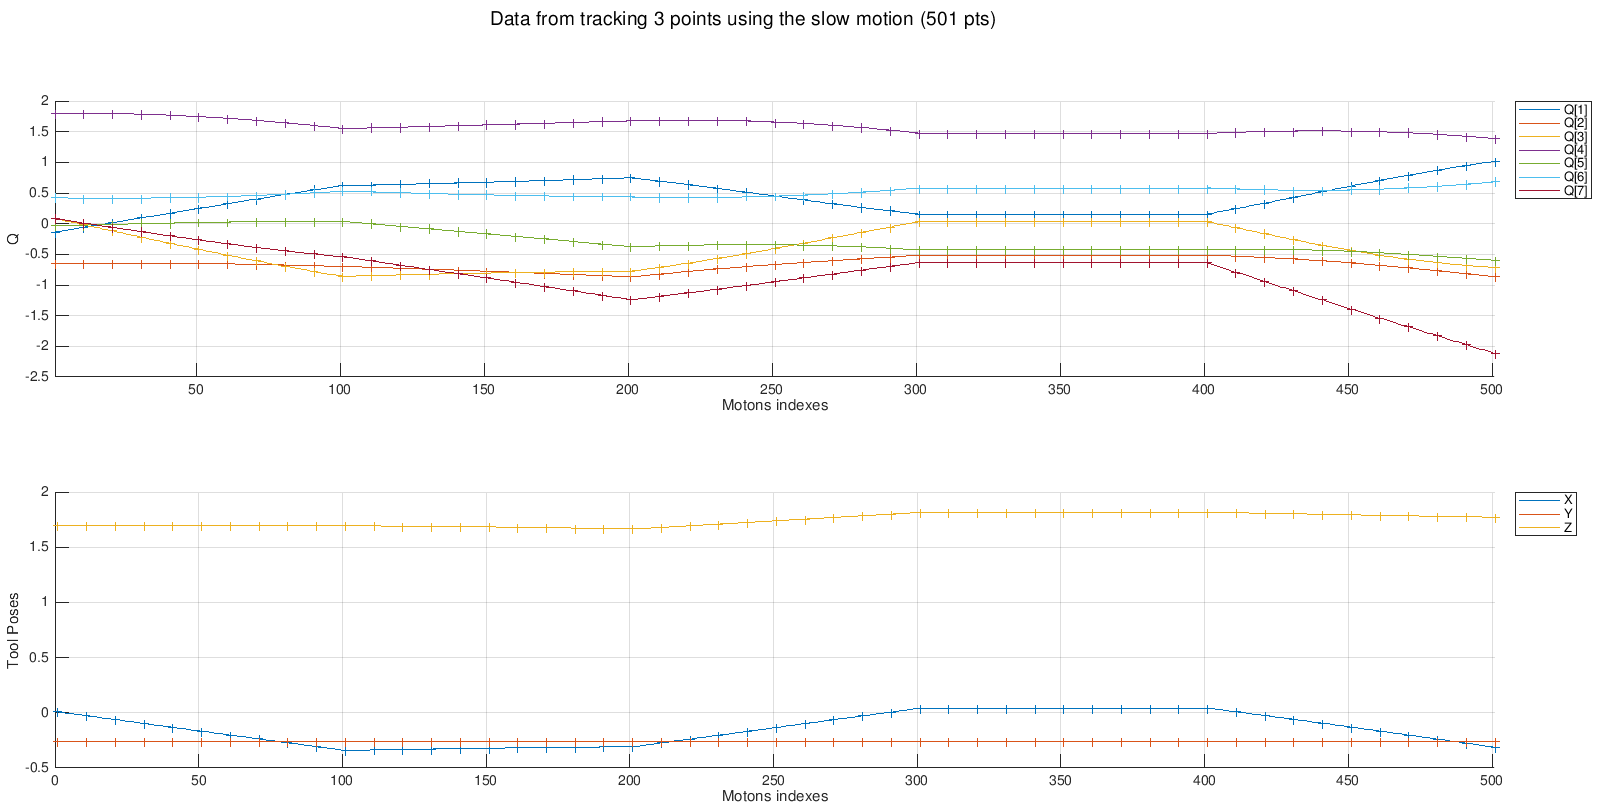 Data from tracking 3 points using the slow motion (501 pts)
2
1.5
1
0.5
0
-0.5
-1
-1.5
-2
-2.5
Q
50 100 150 200 250 300 350 400 450 500
Motons indexes
Q[1]
Q[2]
Q[3]
Q[4]
Q[5]
Q[6]
Q[7]
2
1.5
1
0.5
0
-0.5
Tool Poses
0 50 100 150 200 250 300 350 400 450 500
Motons indexes
X
Y
Z